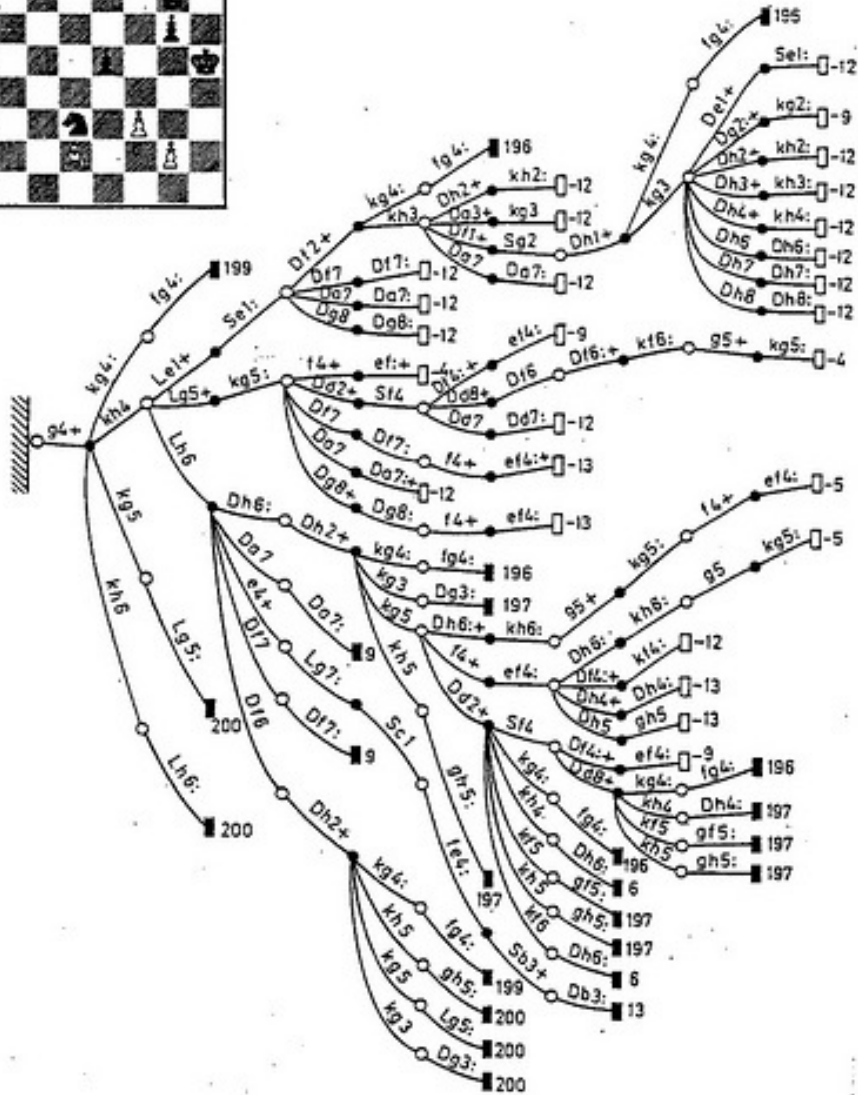 fg4: 195
Se1: -12
De1+
kg4: Dg2:+ kg2: -9
Dh2+ kh2: -12
kg3 Dh3+ kh3: -12
Dh4+ kh4: -12
Dh6 Dh6: -12
Dh7 Dh7: -12
Dh8 Dh8: -12
kg4: fg4: 196
Df2+ kh3 Dh2+ kh2: -12
Da3+ kg3 -12
Df1+ Sg2 Dh1+
Da7 Da7: -12
fg4: 199
Se1: Df7 Df7: -12
Da7 Da7: -12
Dg8 Dg8: -12
kg4:
g4+ kh4 Le1+
Lg5+ kg5: f4+ ef:+ -4
Dd2+ Sf4 Df4:+ ef4: -9
Dd8+ Df6 Df6:+ kf6: g5+ kg5: -4
Dd7 Dd7: -12
Df7 Df7: f4+ ef4:+ -13
Da7 Da7:+ -12
Dg8+ Dg8: f4+ ef4: -13
Lh6
Dh6: Dh2+ kg4: fg4: 196
kg3 Dg3: 197
kg5 Dh6:+ kh6: g5+ kg5: f4+ ef4: -5
f4+ ef4: Dh6: kh6: g5 kg5: -5
Df4:+ kf4: -12
Dh4+ Dh4: -13
Dh5 gh5 -13
Dd2+ Sf4 Df4:+ ef4: -9
Dd8+ kg4: fg4: 196
kh4 Dh4: 197
kf5 gf5: 197
kh5 gh5: 197
kg4: fg4: 196
kh4 Dh6: 6
kf5 gf5: 197
kh5 gh5: 197
kf6 Dh6: 6
kh5 gh5: 197
Da7 Da7: 9
e4+ Lg7: Sc1 fe4: Sb3+ Db3: 13
Df7 Df7: 9
Df6 Dh2+ kg4: fg4: 199
kh5 gh5: 200
kg5 Lg5: 200
kg3 Dg3: 200
kg5 Lg5: 200
kh6 Lh6: 200